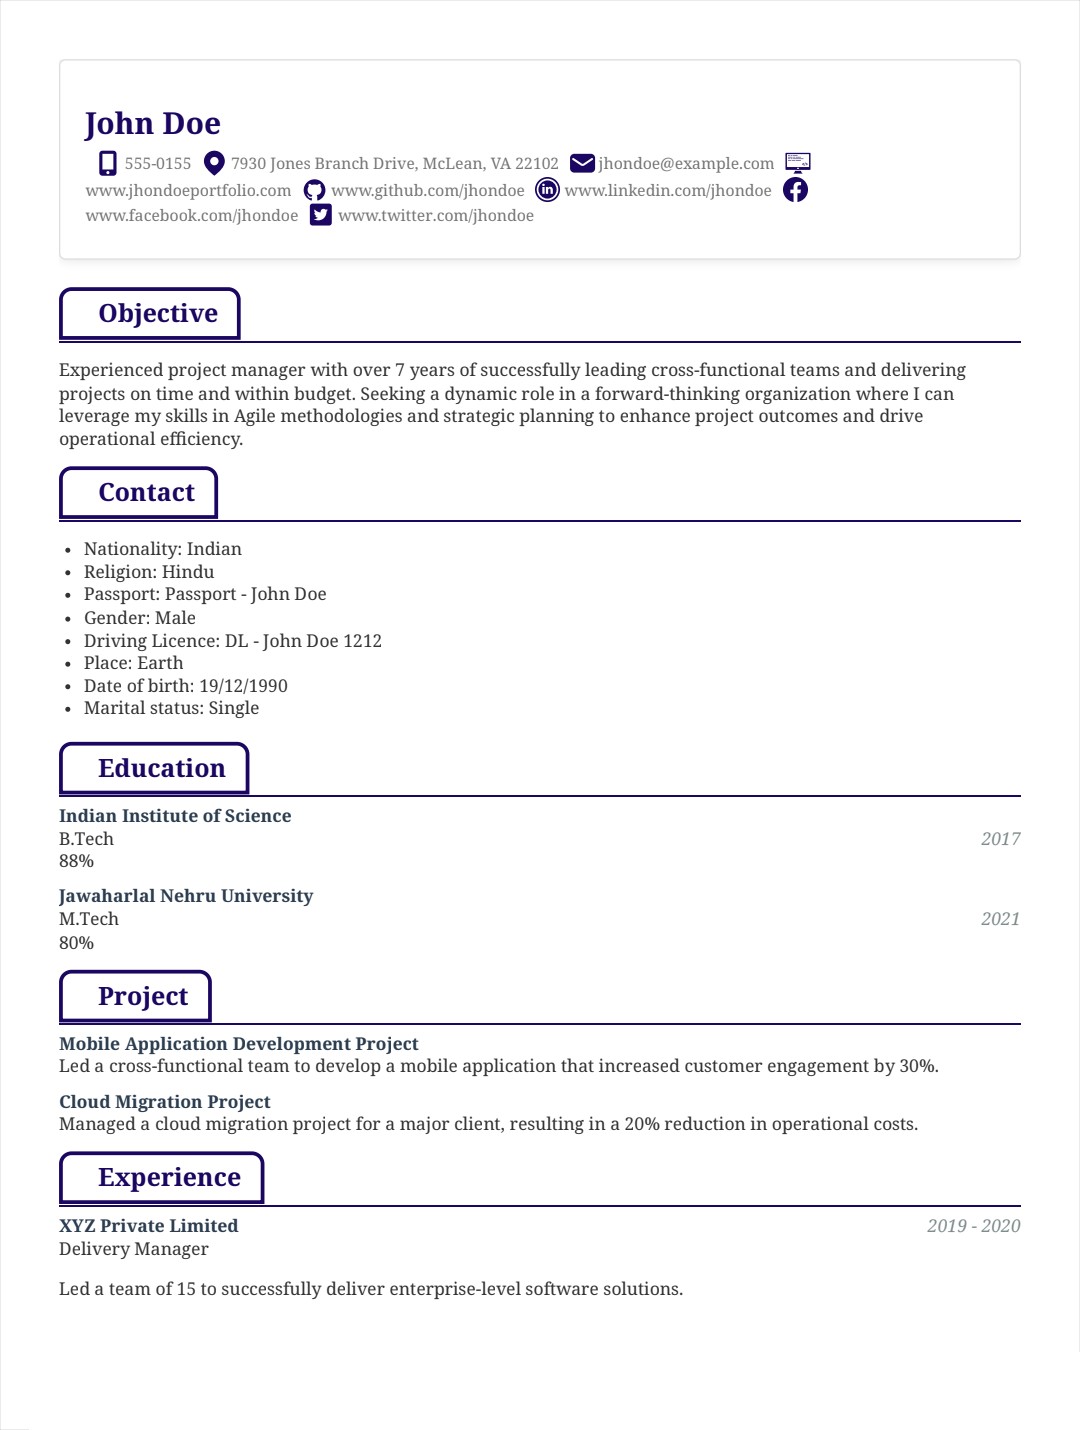 John Doe
555-0155 7930 Jones Branch Drive, McLean, VA 22102 jhondoe@example.com
www.jhondoeportfolio.com www.github.com/jhondoe www.linkedin.com/jhondoe
www.facebook.com/jhondoe www.twitter.com/jhondoe
Objective
Experienced project manager with over 7 years of successfully leading cross-functional teams and delivering
projects on time and within budget. Seeking a dynamic role in a forward-thinking organization where I can
leverage my skills in Agile methodologies and strategic planning to enhance project outcomes and drive
operational efficiency.
Contact
• Nationality: Indian
• Religion: Hindu
• Passport: Passport - John Doe
• Gender: Male
• Driving Licence: DL - John Doe 1212
• Place: Earth
• Date of birth: 19/12/1990
• Marital status: Single
Education
Indian Institute of Science
B.Tech 2017
88%
Jawaharlal Nehru University
M.Tech 2021
80%
Project
Mobile Application Development Project
Led a cross-functional team to develop a mobile application that increased customer engagement by 30%.
Cloud Migration Project
Managed a cloud migration project for a major client, resulting in a 20% reduction in operational costs.
Experience
XYZ Private Limited 2019 - 2020
Delivery Manager
Led a team of 15 to successfully deliver enterprise-level software solutions.